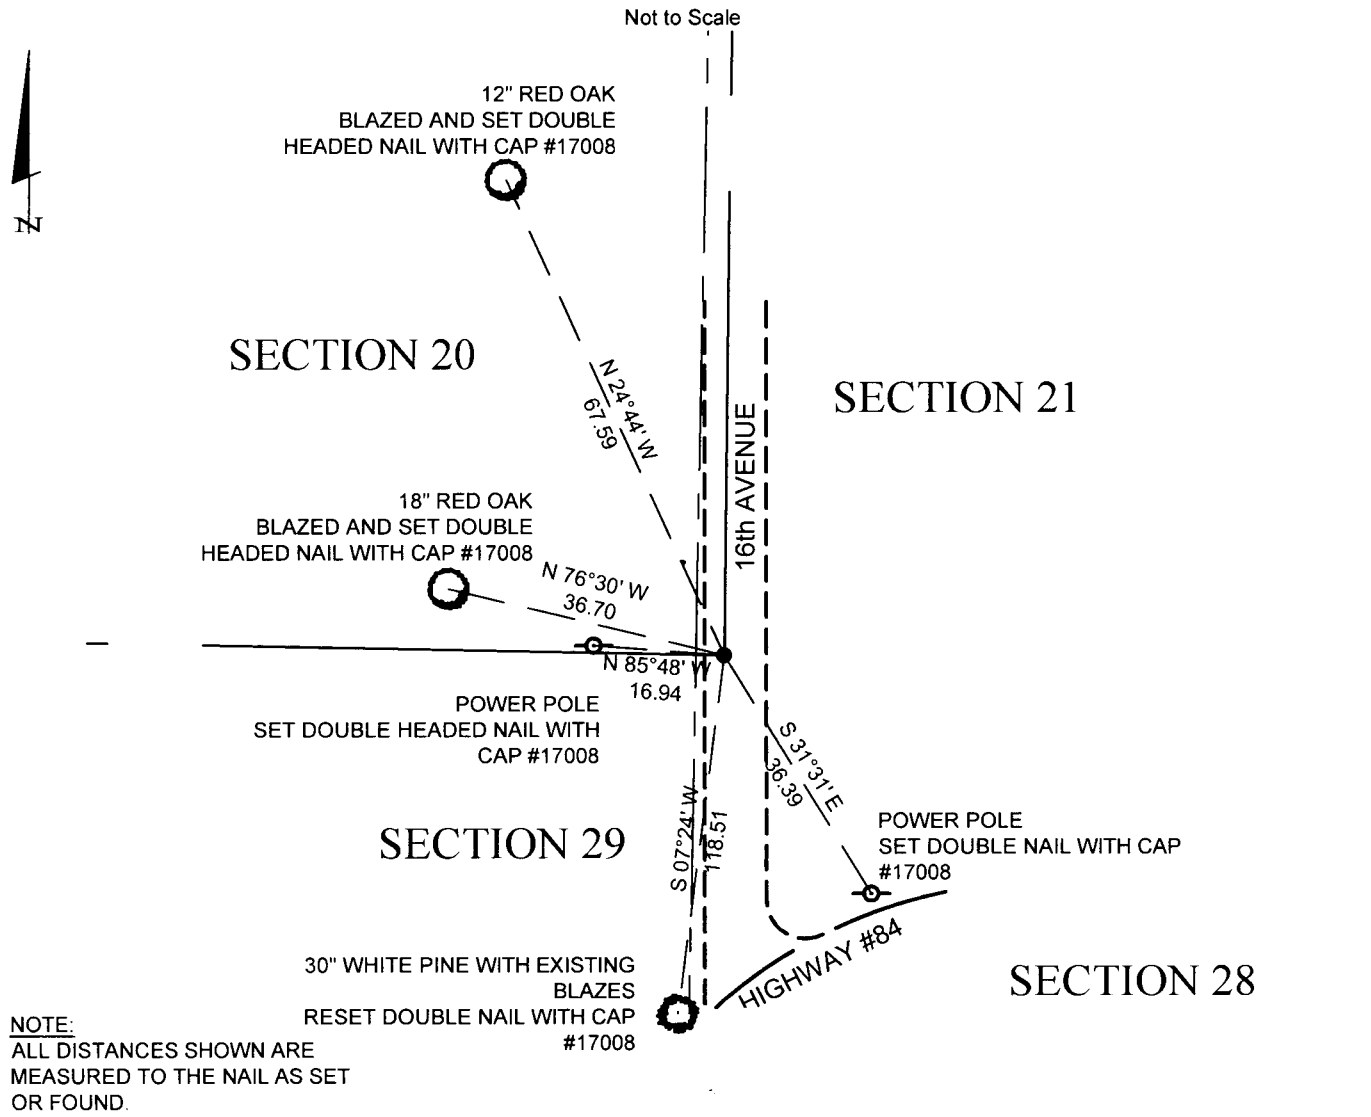 Not to Scale
12" RED OAK
BLAZED AND SET DOUBLE
HEADED NAIL WITH CAP #17008
N
SECTION 20
N 24°44' W
67.59
SECTION 21
16th AVENUE
18" RED OAK
BLAZED AND SET DOUBLE
HEADED NAIL WITH CAP #17008
N 76°30' W
36.70
N 85°48' W
16.94
POWER POLE
SET DOUBLE HEADED NAIL WITH
CAP #17008
S 31°31' E
36.39
SECTION 29
S 07°24' W
118.51
POWER POLE
SET DOUBLE NAIL WITH CAP
#17008
HIGHWAY #84
SECTION 28
30" WHITE PINE WITH EXISTING
BLAZES
RESET DOUBLE NAIL WITH CAP
#17008
NOTE:
ALL DISTANCES SHOWN ARE
MEASURED TO THE NAIL AS SET
OR FOUND.